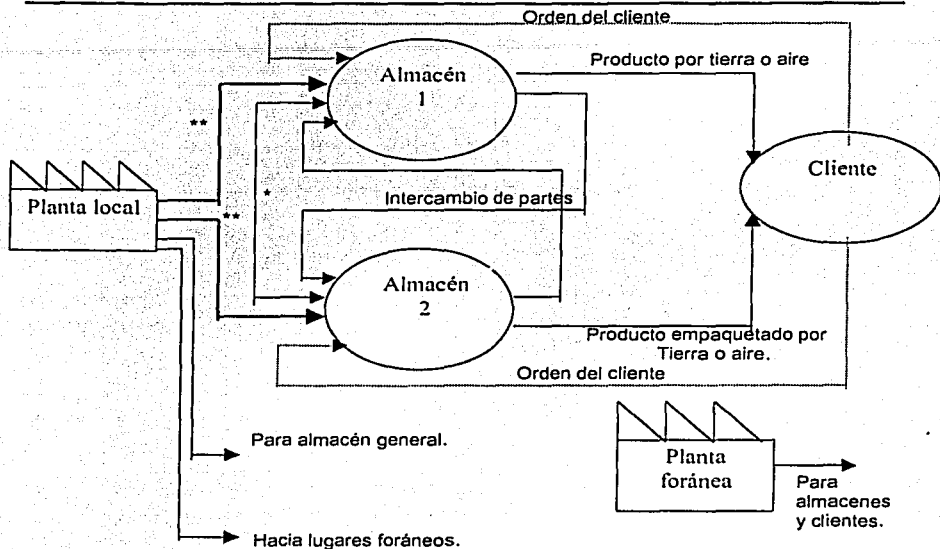 Orden del cliente
Almacén
1
Producto por tierra o aire
**
Planta local
**
*
Intercambio de partes
Cliente
Almacén
2
Producto empaquetado por
Tierra o aire.
Orden del cliente
Para almacén general.
Planta
foránea
Para
almacenes
y clientes.
Hacia lugares foráneos.